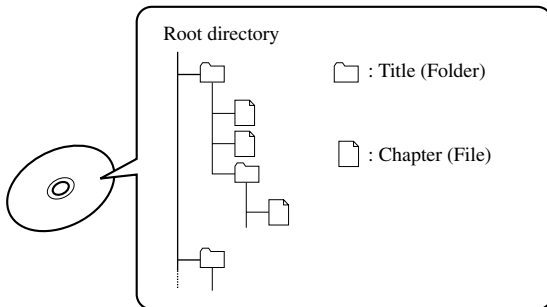 Root directory
: Title (Folder)
: Chapter (File)